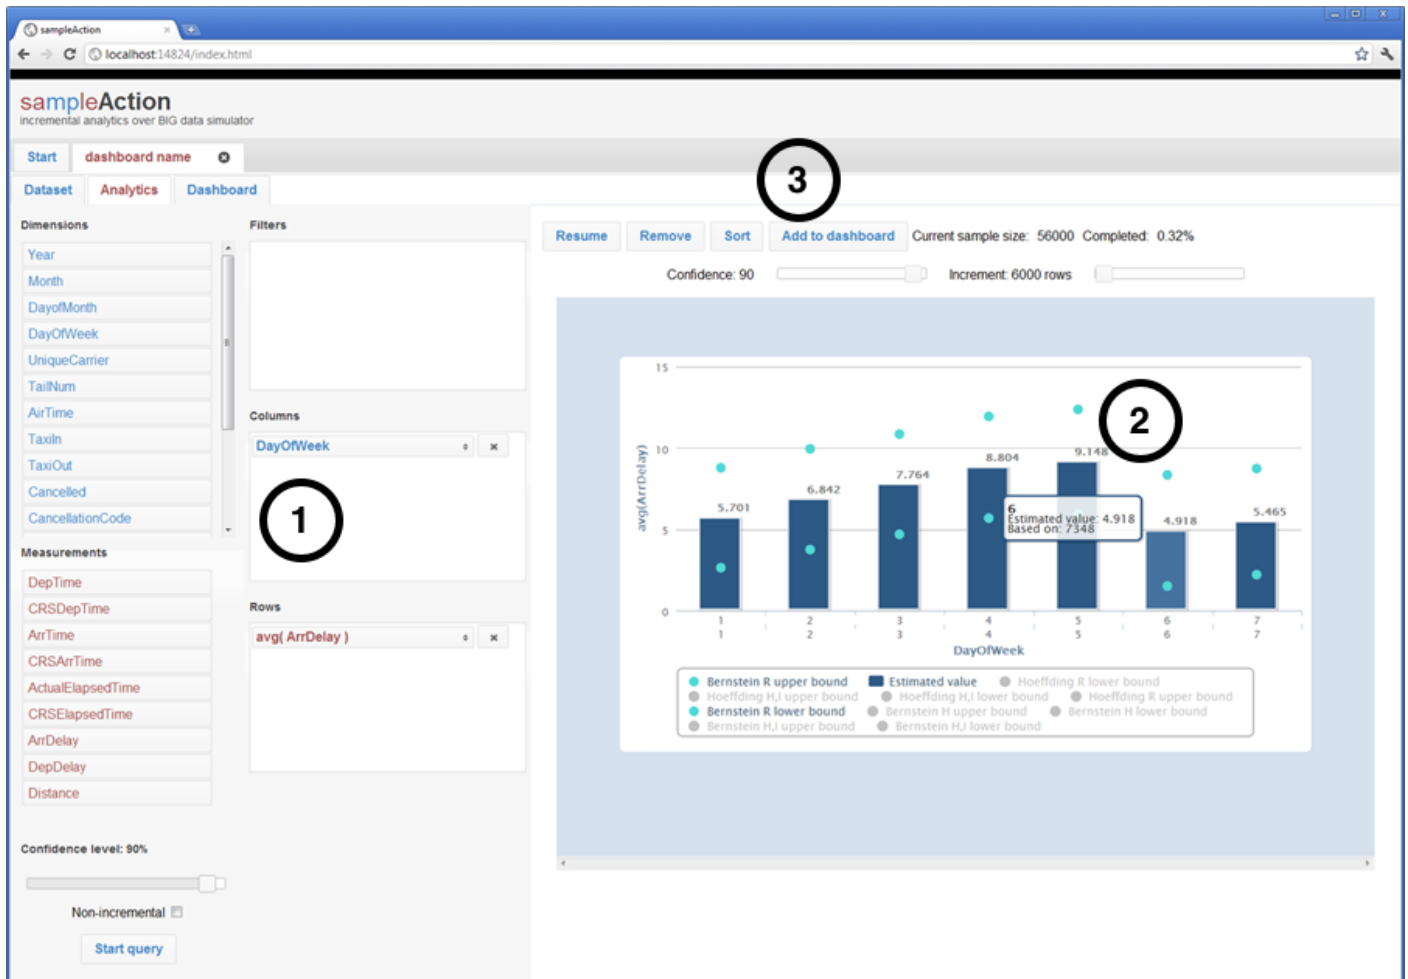 sampleAction
localhost:14824/index.html
sampleAction
incremental analytics over BIG data simulator
Start dashboard name
Dataset Analytics Dashboard
3
Dimensions
Year
Month
DayofMonth
DayOfWeek
UniqueCarrier
TailNum
AirTime
TaxiIn
TaxiOut
Cancelled
CancellationCode
Measurements
DepTime
CRSDepTime
ArrTime
CRSArrTime
ActualElapsedTime
CRSElapsedTime
ArrDelay
DepDelay
Distance
Confidence level: 90%
Non-incremental
Start query
Filters
Columns
DayOfWeek
1
Rows
avg( ArrDelay )
Resume Remove Sort Add to dashboard Current sample size: 56000 Completed: 0.32%
Confidence: 90 Increment: 6000 rows
15
10
5
0
avg(ArrDelay)
2
5.701 6.842 7.764 8.804 9.148 4.918 5.465
6
Estimated value: 4.918
Based on: 7348
1 2 3 4 5 6 7
1 2 3 4 5 6 7
DayOfWeek
Bernstein R upper bound Estimated value Hoeffding R lower bound
Hoeffding H,I upper bound Hoeffding H,I lower bound Hoeffding R upper bound
Bernstein R lower bound Bernstein H upper bound Bernstein H lower bound
Bernstein H,I upper bound Bernstein H,I lower bound